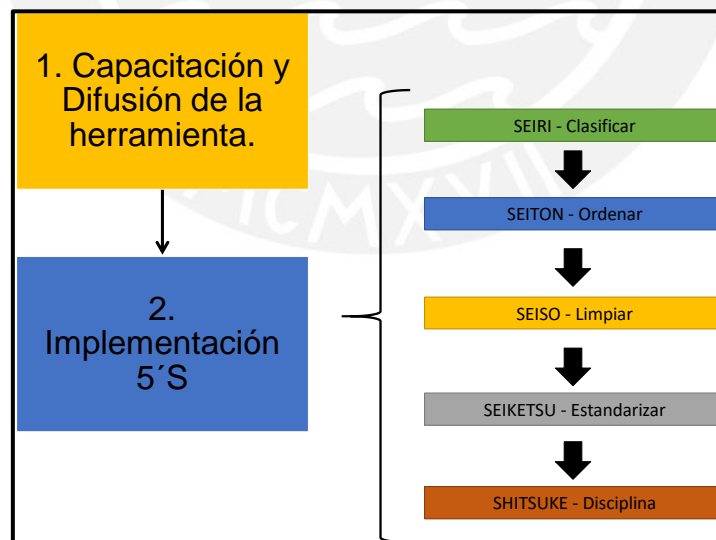 1. Capacitación y
Difusión de la
herramienta.
2.
Implementación
5´S
SEIRI - Clasificar
SEITON - Ordenar
SEISO - Limpiar
SEIKETSU - Estandarizar
SHITSUKE - Disciplina
MCMXVII